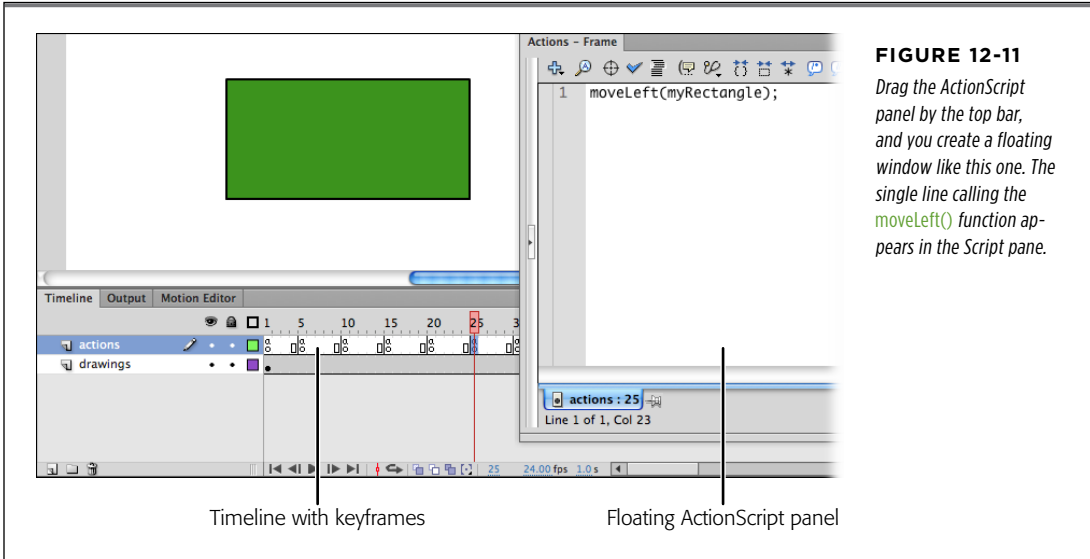 Actions – Frame
1 moveLeft(myRectangle);
FIGURE 12-11
Drag the ActionScript
panel by the top bar,
and you create a floating
window like this one. The
single line calling the
moveLeft() function ap-
pears in the Script pane.
Timeline Output Motion Editor
1 5 10 15 20 25 3
actions
drawings
actions : 25
Line 1 of 1, Col 23
25 24.00 fps 1.0 s
Timeline with keyframes
Floating ActionScript panel